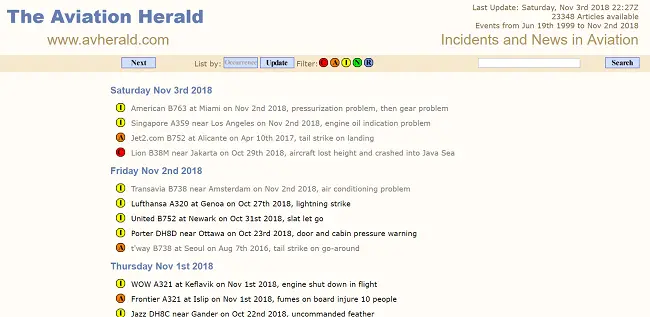 The Aviation Herald
Last Update: Saturday, Nov 3rd 2018 22:27Z
23348 Articles available
Events from Jun 19th 1999 to Nov 2nd 2018
www.avherald.com
Incidents and News in Aviation
Next List by: Occurrence Update Filter: C A I N R Search
Saturday Nov 3rd 2018
I American B763 at Miami on Nov 2nd 2018, pressurization problem, then gear problem
I Singapore A359 near Los Angeles on Nov 2nd 2018, engine oil indication problem
A Jet2.com B752 at Alicante on Apr 10th 2017, tail strike on landing
C Lion B38M near Jakarta on Oct 29th 2018, aircraft lost height and crashed into Java Sea
Friday Nov 2nd 2018
I Transavia B738 near Amsterdam on Nov 2nd 2018, air conditioning problem
I Lufthansa A320 at Genoa on Oct 27th 2018, lightning strike
I United B752 at Newark on Oct 31st 2018, slat let go
I Porter DH8D near Ottawa on Oct 23rd 2018, door and cabin pressure warning
A t'way B738 at Seoul on Aug 7th 2016, tail strike on go-around
Thursday Nov 1st 2018
I WOW A321 at Keflavik on Nov 1st 2018, engine shut down in flight
A Frontier A321 at Islip on Nov 1st 2018, fumes on board injure 10 people
I Jazz DH8C near Gander on Oct 22nd 2018, uncommanded feather